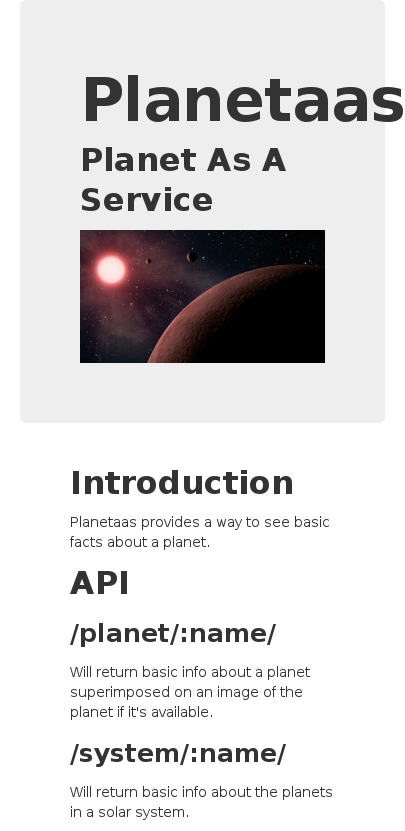 Planetaas
Planet As A
Service
Introduction
Planetaas provides a way to see basic
facts about a planet.
API
/planet/:name/
Will return basic info about a planet
superimposed on an image of the
planet if it's available.
/system/:name/
Will return basic info about the planets
in a solar system.